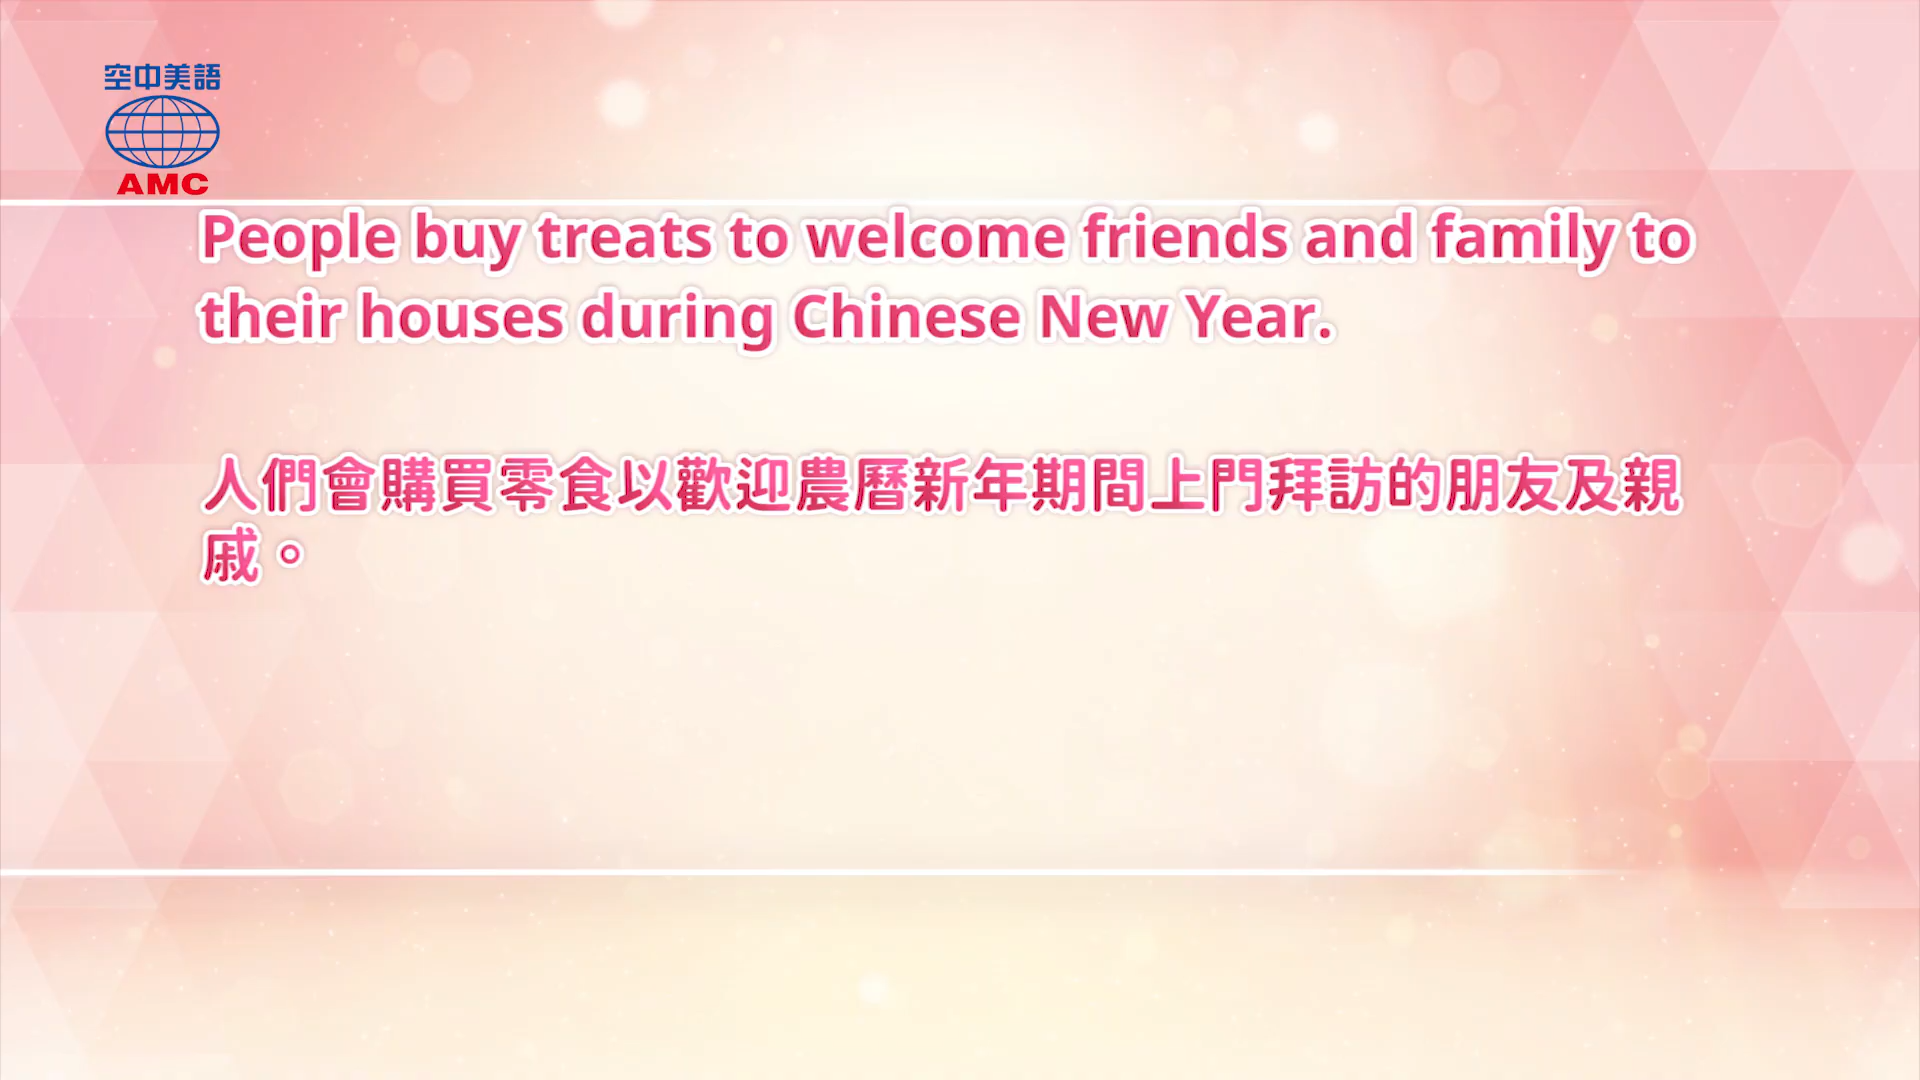 空中美語
AMC
People buy treats to welcome friends and family to
their houses during Chinese New Year.
人們會購買零食以歡迎農曆新年期間上門拜訪的朋友及親
戚。